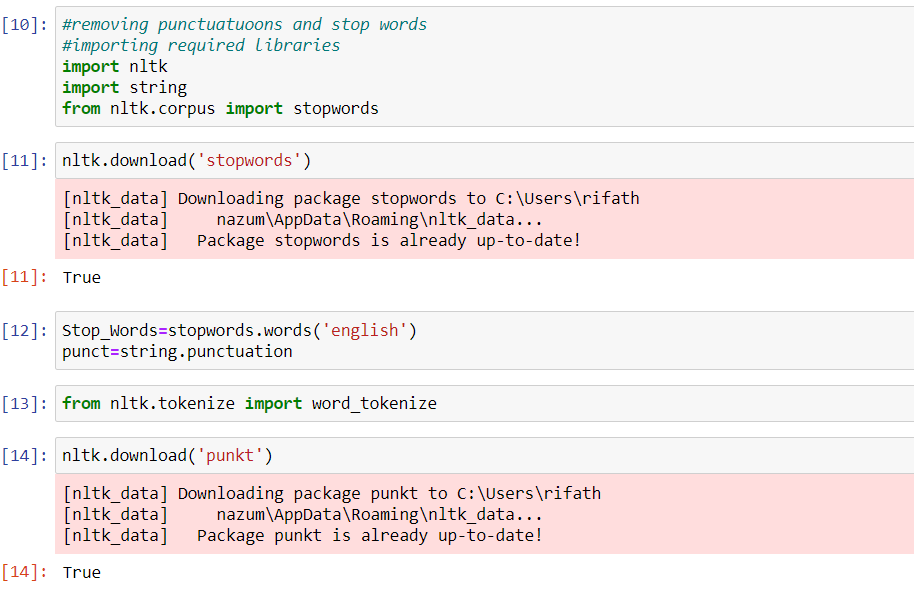 [10]: #removing punctuatuoons and stop words
#importing required libraries
import nltk
import string
from nltk.corpus import stopwords
[11]: nltk.download('stopwords')
[nltk_data] Downloading package stopwords to C:\Users\rifath
[nltk_data]     nazum\AppData\Roaming\nltk_data...
[nltk_data]   Package stopwords is already up-to-date!
[11]: True
[12]: Stop_Words=stopwords.words('english')
punct=string.punctuation
[13]: from nltk.tokenize import word_tokenize
[14]: nltk.download('punkt')
[nltk_data] Downloading package punkt to C:\Users\rifath
[nltk_data]     nazum\AppData\Roaming\nltk_data...
[nltk_data]   Package punkt is already up-to-date!
[14]: True